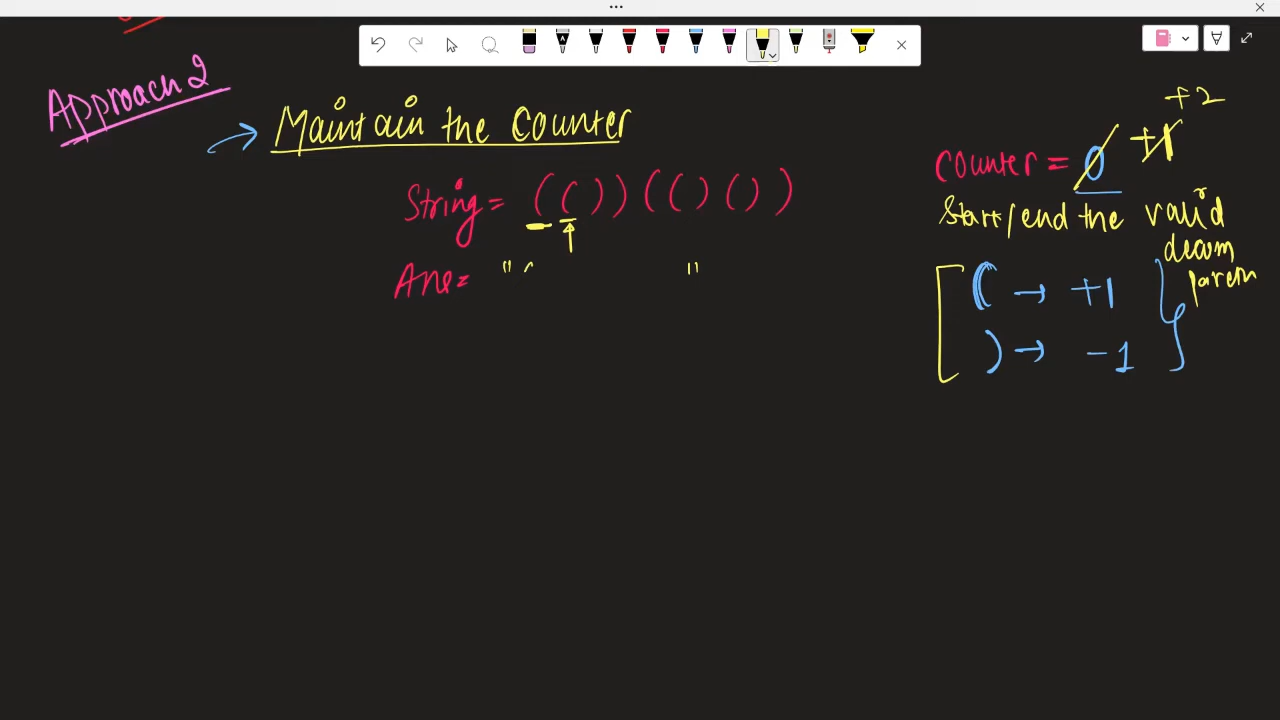 Approach 2
Maintain the Counter
+2
Counter = 0 +1
String = ( ( ) ) ( ( ) ( ) )
Start/end the valid
decom
paren
Ans = " ( "
( → +1
) → -1